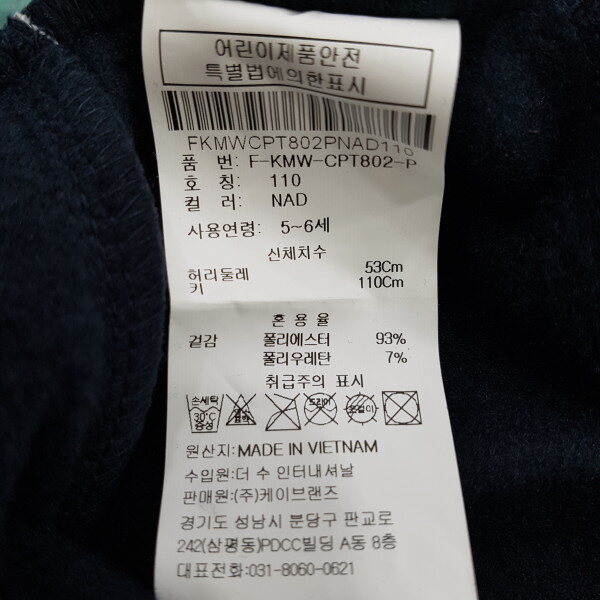 어린이제품안전
특별법에의한표시
FKMWCPT802PNAD110
품 번: F-KMW-CPT802-P
호 칭: 110
컬 러: NAD
사용연령: 5~6세
신체치수
허리둘레 53Cm
키 110Cm
혼 용 율
겉감 폴리에스터 93%
폴리우레탄 7%
취급주의 표시
손세탁 30℃ 중성
드라이
원산지: MADE IN VIETNAM
수입원: 더 수 인터내셔날
판매원: (주)케이브랜즈
경기도 성남시 분당구 판교로
242(삼평동)PDCC빌딩 A동 8층
대표전화:031-8060-0621